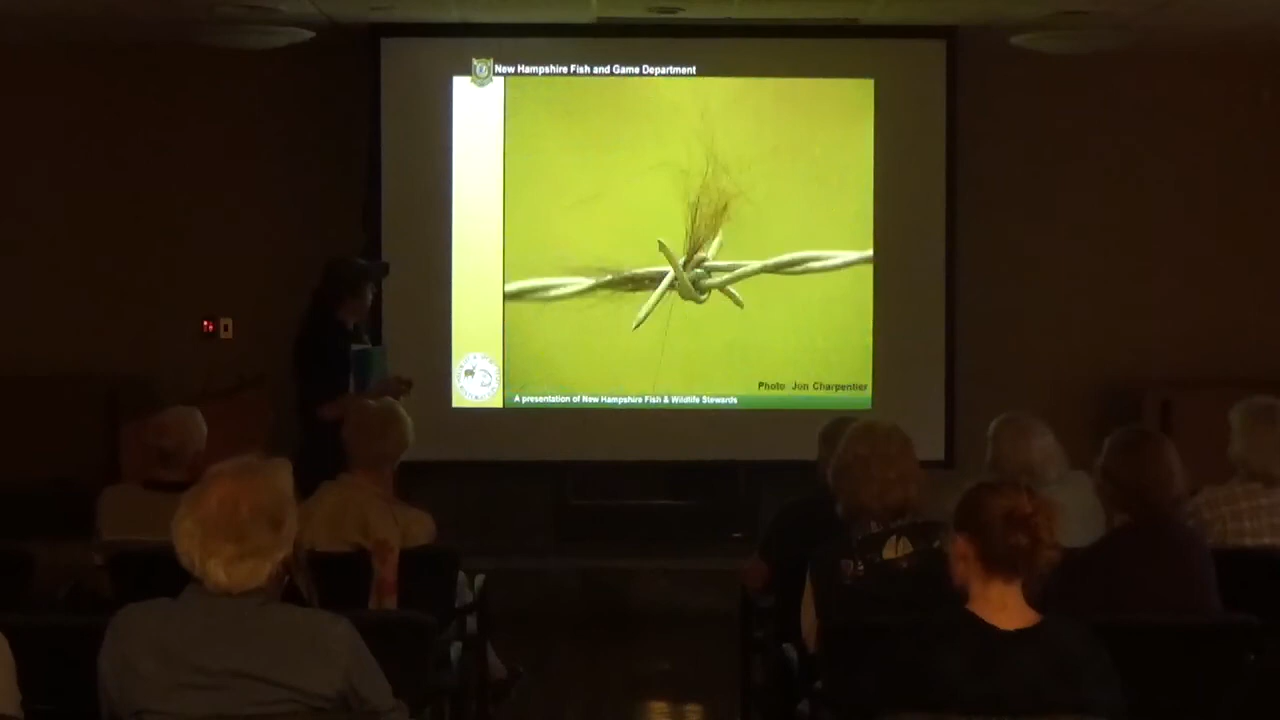 New Hampshire Fish and Game Department
Photo: Jon Charpentier
A presentation of New Hampshire Fish & Wildlife Stewards